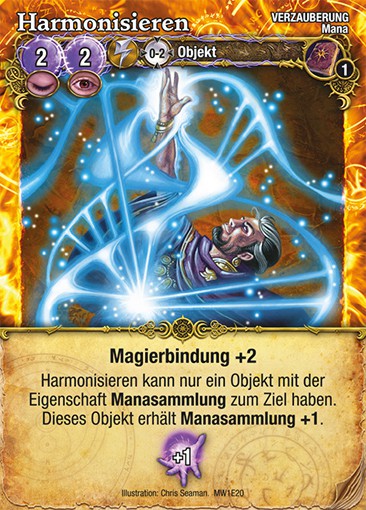 Harmonisieren
VERZAUBERUNG
Mana
2 2 0-2 Objekt 1
Magierbindung +2
Harmonisieren kann nur ein Objekt mit der
Eigenschaft Manasammlung zum Ziel haben.
Dieses Objekt erhält Manasammlung +1.
+1
Illustration: Chris Seaman. MW1E20